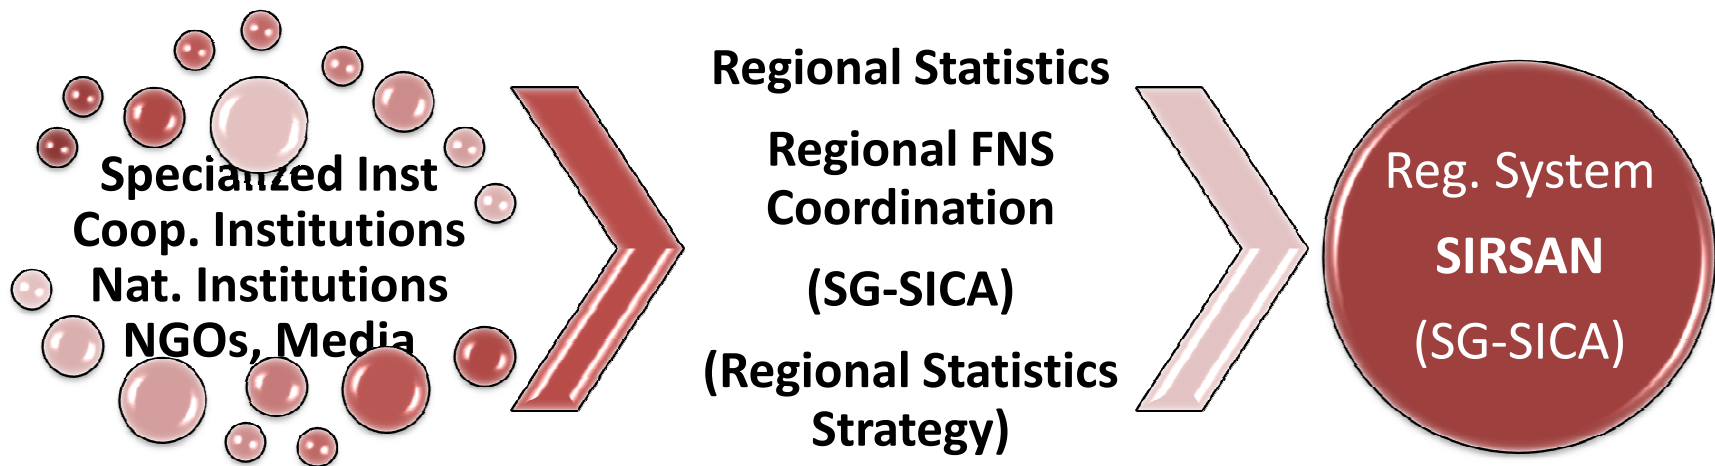 Specialized Inst
Coop. Institutions
Nat. Institutions
NGOs, Media
Regional Statistics
Regional FNS
Coordination
(SG-SICA)
(Regional Statistics
Strategy)
Reg. System
SIRSAN
(SG-SICA)